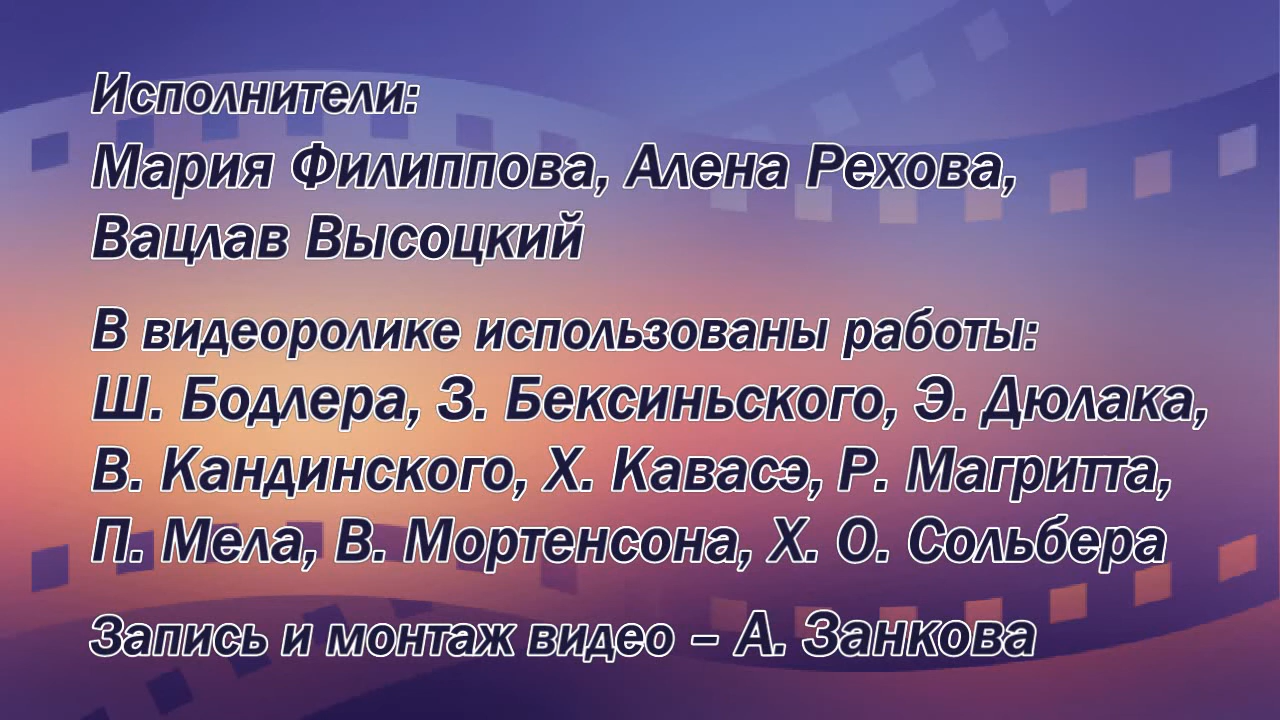 Исполнители:
Мария Филиппова, Алена Рехова,
Вацлав Высоцкий
В видеоролике использованы работы:
Ш. Бодлера, З. Бексиньского, Э. Дюлака,
В. Кандинского, Х. Кавасэ, Р. Магритта,
П. Мела, В. Мортенсона, Х. О. Сольбера
Запись и монтаж видео – А. Занкова